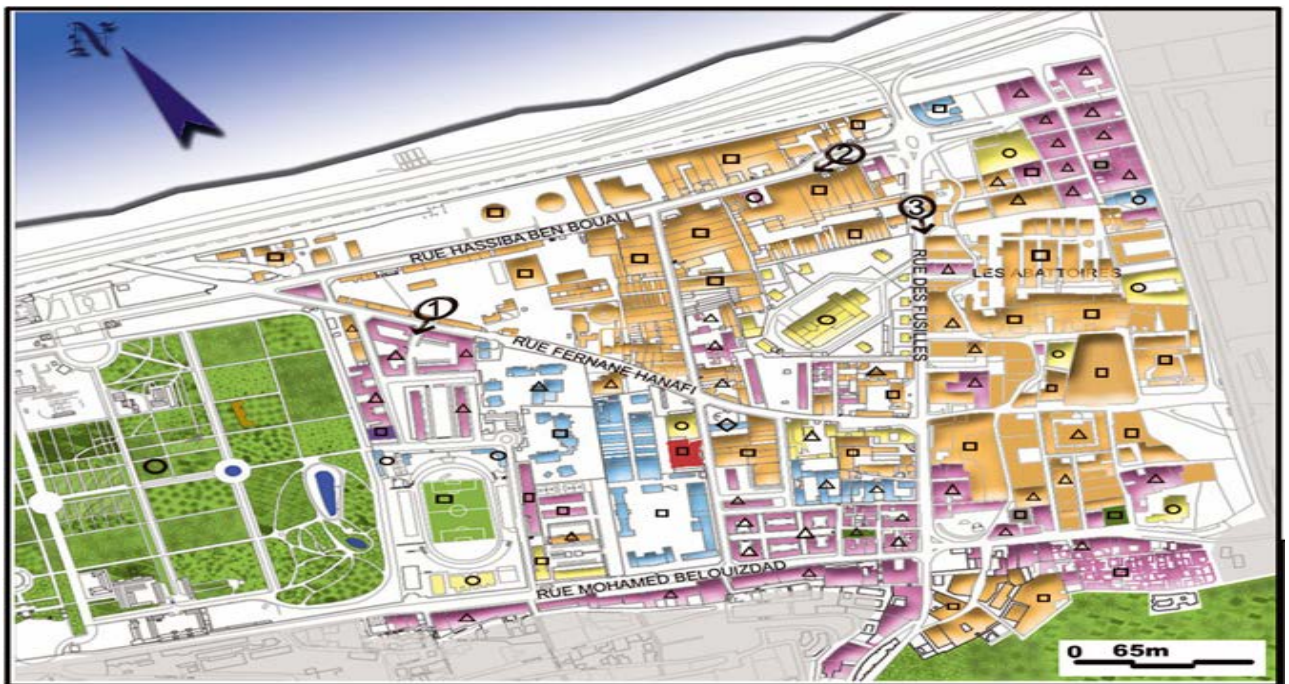 N
2
3
RUE HASSIBA BEN BOUALI
RUE DES FUSILLES
LES ABATTOIRES
1
RUE FERNANE HANAFI
RUE MOHAMED BELOUIZDAD
0 65m